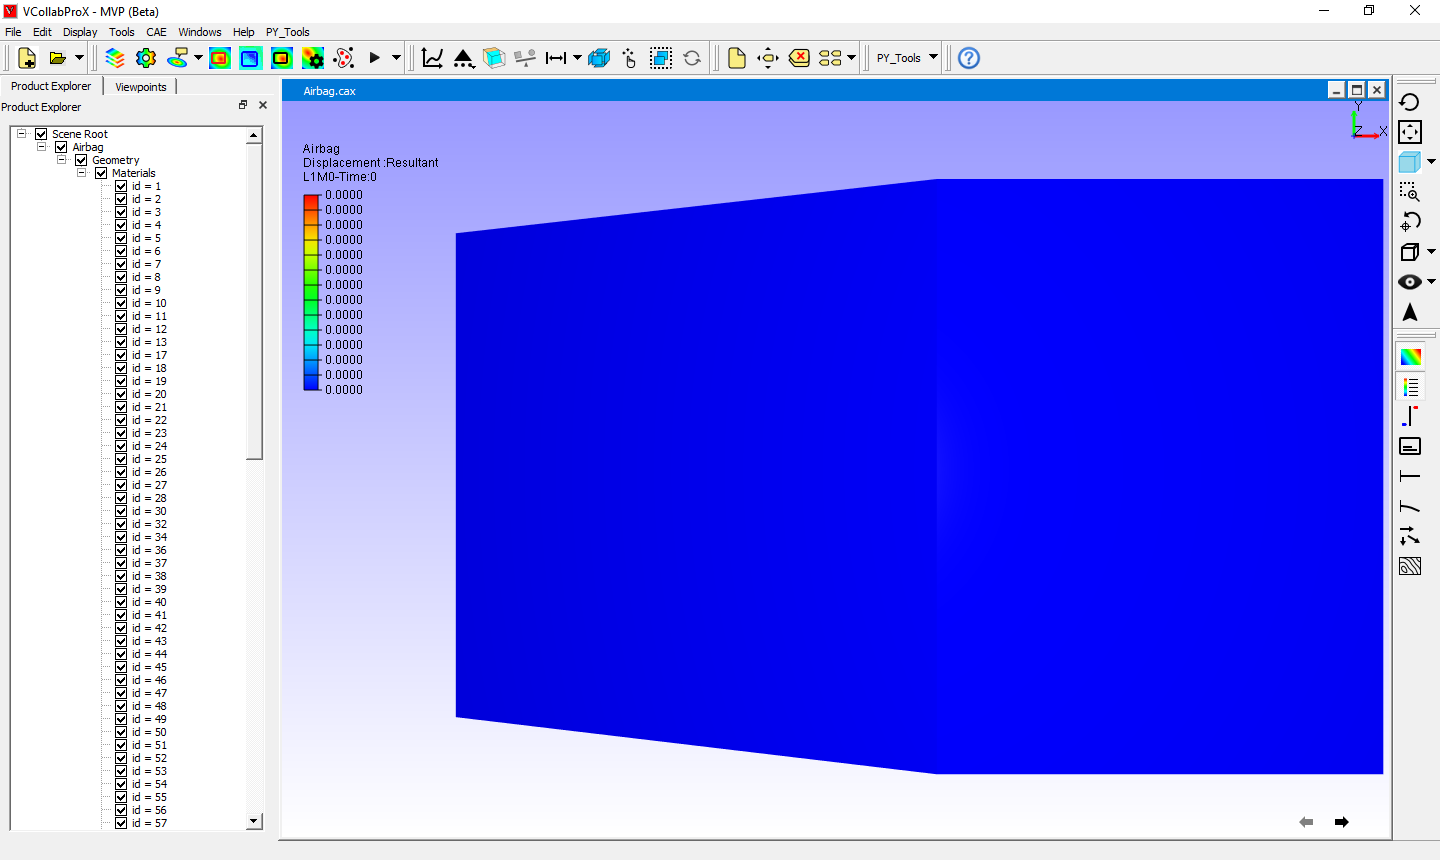 VCollabProX - MVP (Beta)
File Edit Display Tools CAE Windows Help PY_Tools
PY_Tools
Product Explorer Viewpoints
Product Explorer
Scene Root
Airbag
Geometry
Materials
id = 1
id = 2
id = 3
id = 4
id = 5
id = 6
id = 7
id = 8
id = 9
id = 10
id = 11
id = 12
id = 13
id = 17
id = 18
id = 19
id = 20
id = 21
id = 22
id = 23
id = 24
id = 25
id = 26
id = 27
id = 28
id = 30
id = 32
id = 34
id = 36
id = 37
id = 38
id = 39
id = 40
id = 41
id = 42
id = 43
id = 44
id = 45
id = 46
id = 47
id = 48
id = 49
id = 50
id = 51
id = 52
id = 53
id = 54
id = 55
id = 56
id = 57
Airbag.cax
Y
Z X
Airbag
Displacement :Resultant
L1M0-Time:0
0.0000
0.0000
0.0000
0.0000
0.0000
0.0000
0.0000
0.0000
0.0000
0.0000
0.0000
0.0000
0.0000
0.0000